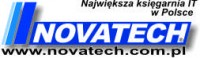 Największa księgarnia IT
w Polsce
NOVATECH
www.novatech.com.pl